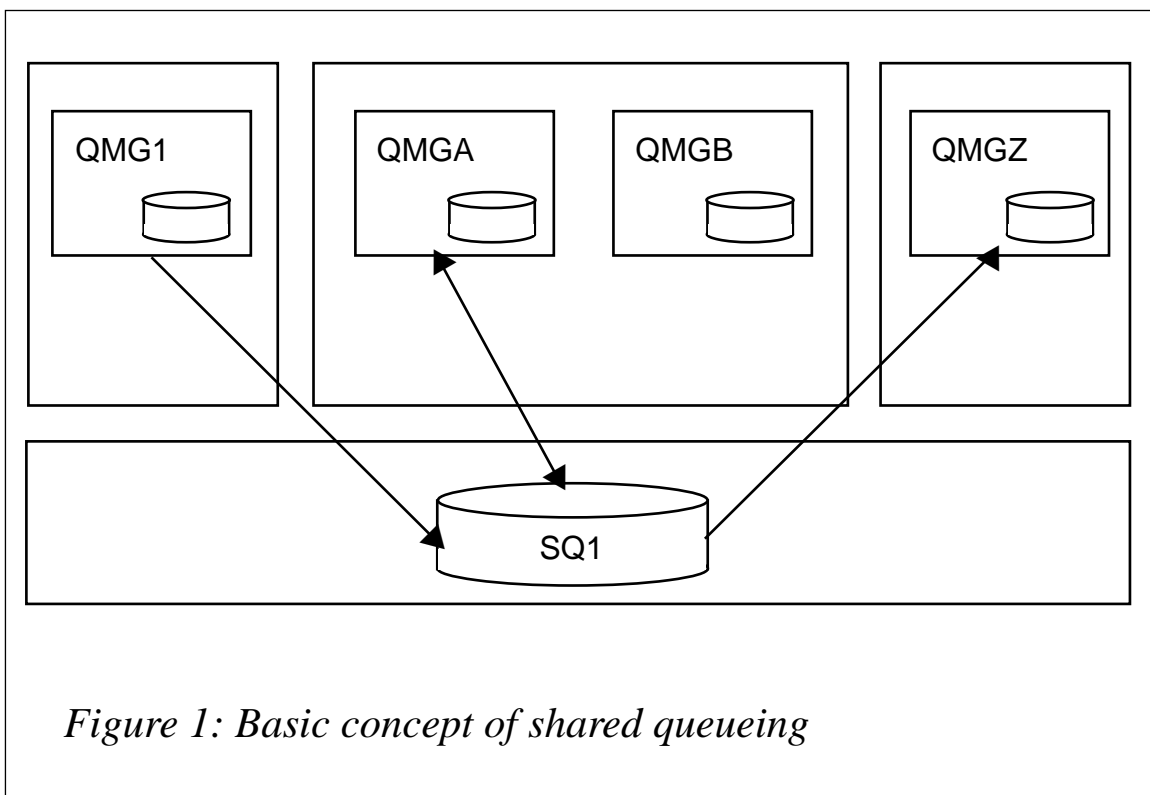 QMG1
QMGA
QMGB
QMGZ
SQ1
Figure 1: Basic concept of shared queueing